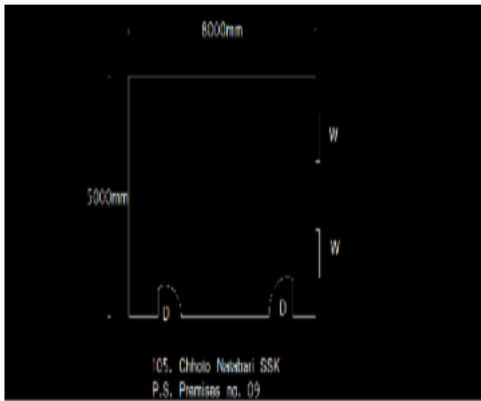 8000mm
W
5000mm
W
D
D
105. Chhoto Natabari SSK
P.S. Premises no. 09